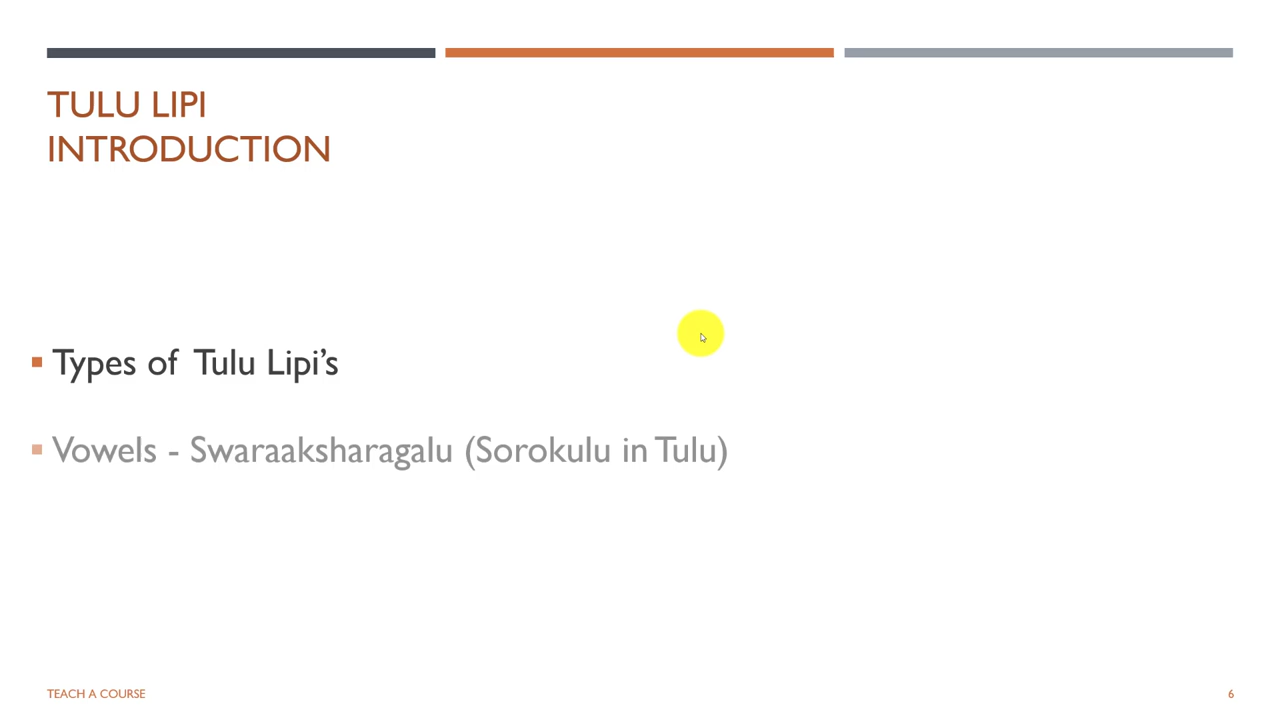 TULU LIPI
INTRODUCTION
Types of Tulu Lipi’s
Vowels - Swaraaksharagalu (Sorokulu in Tulu)
TEACH A COURSE
6